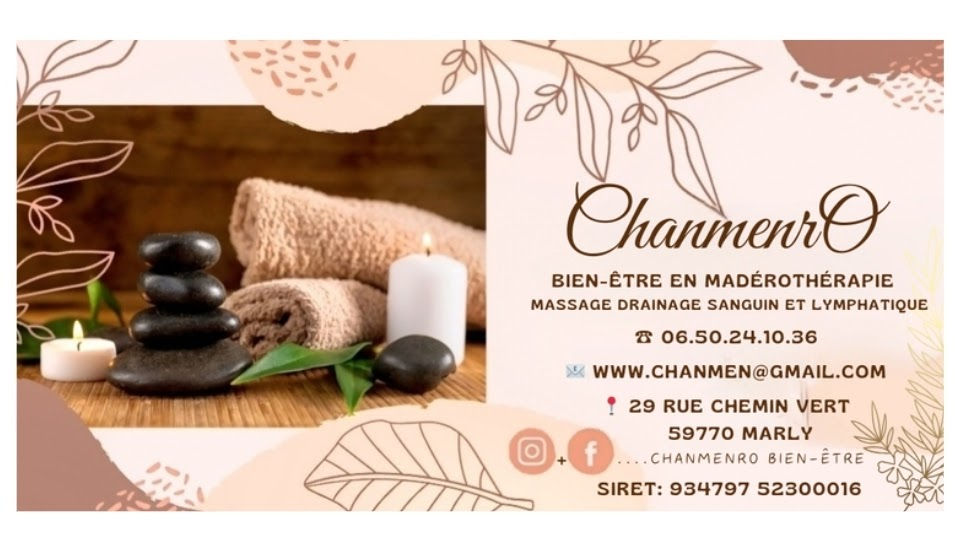 ChanmenrO
BIEN-ÊTRE EN MADÉROTHÉRAPIE
MASSAGE DRAINAGE SANGUIN ET LYMPHATIQUE
☎ 06.50.24.10.36
📧 WWW.CHANMEN@GMAIL.COM
📍 29 RUE CHEMIN VERT
59770 MARLY
+ ....CHANMENRO BIEN-ÊTRE
SIRET: 934797 52300016